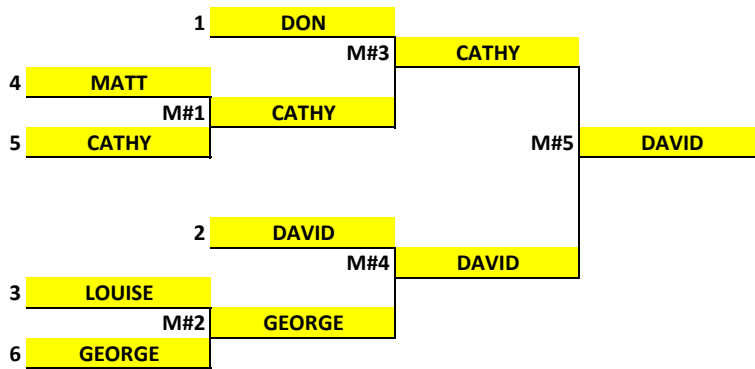 1 DON
M#3 CATHY
4 MATT
M#1 CATHY
5 CATHY M#5 DAVID
2 DAVID
M#4 DAVID
3 LOUISE
M#2 GEORGE
6 GEORGE